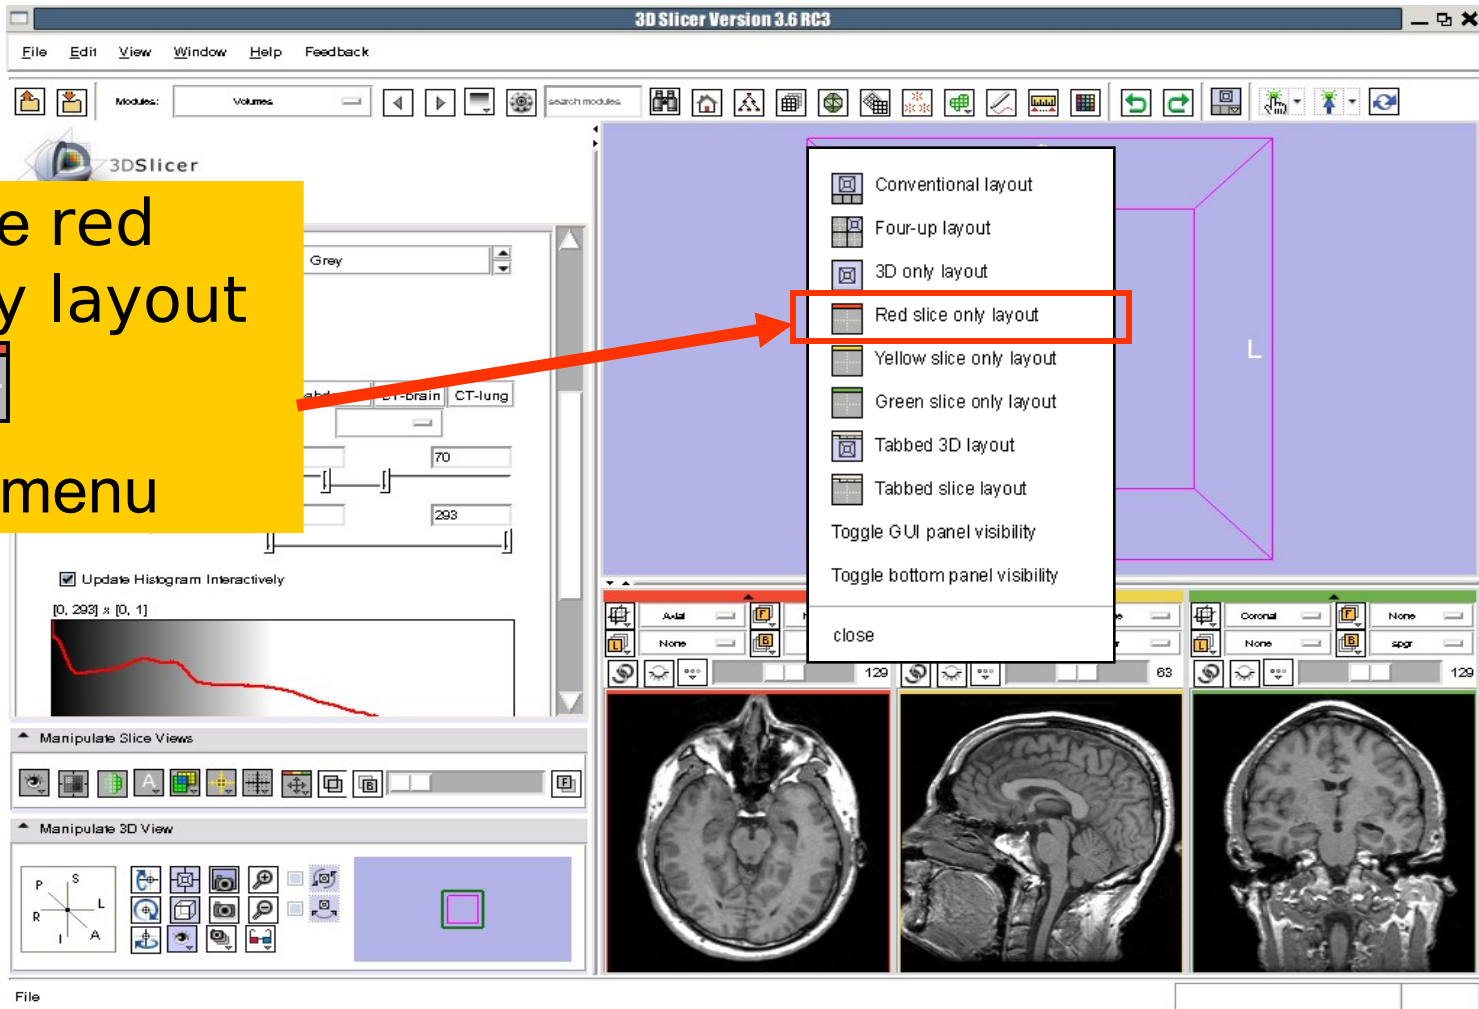 3D Slicer Version 3.6 RC3
File Edit View Window Help Feedback
Modules: Volumes search modules
3DSlicer
e red
y layout
menu
Grey
CT-brain CT-lung
70
293
Update Histogram Interactively
[0, 293] x [0, 1]
Manipulate Slice Views
A
B
F
Manipulate 3D View
P S
R L
I A
Conventional layout
Four-up layout
3D only layout
Red slice only layout
Yellow slice only layout
Green slice only layout
Tabbed 3D layout
Tabbed slice layout
Toggle GUI panel visibility
Toggle bottom panel visibility
close
L
Axial F
L None B
129
63
Coronal F None
L None B spgr
129
File